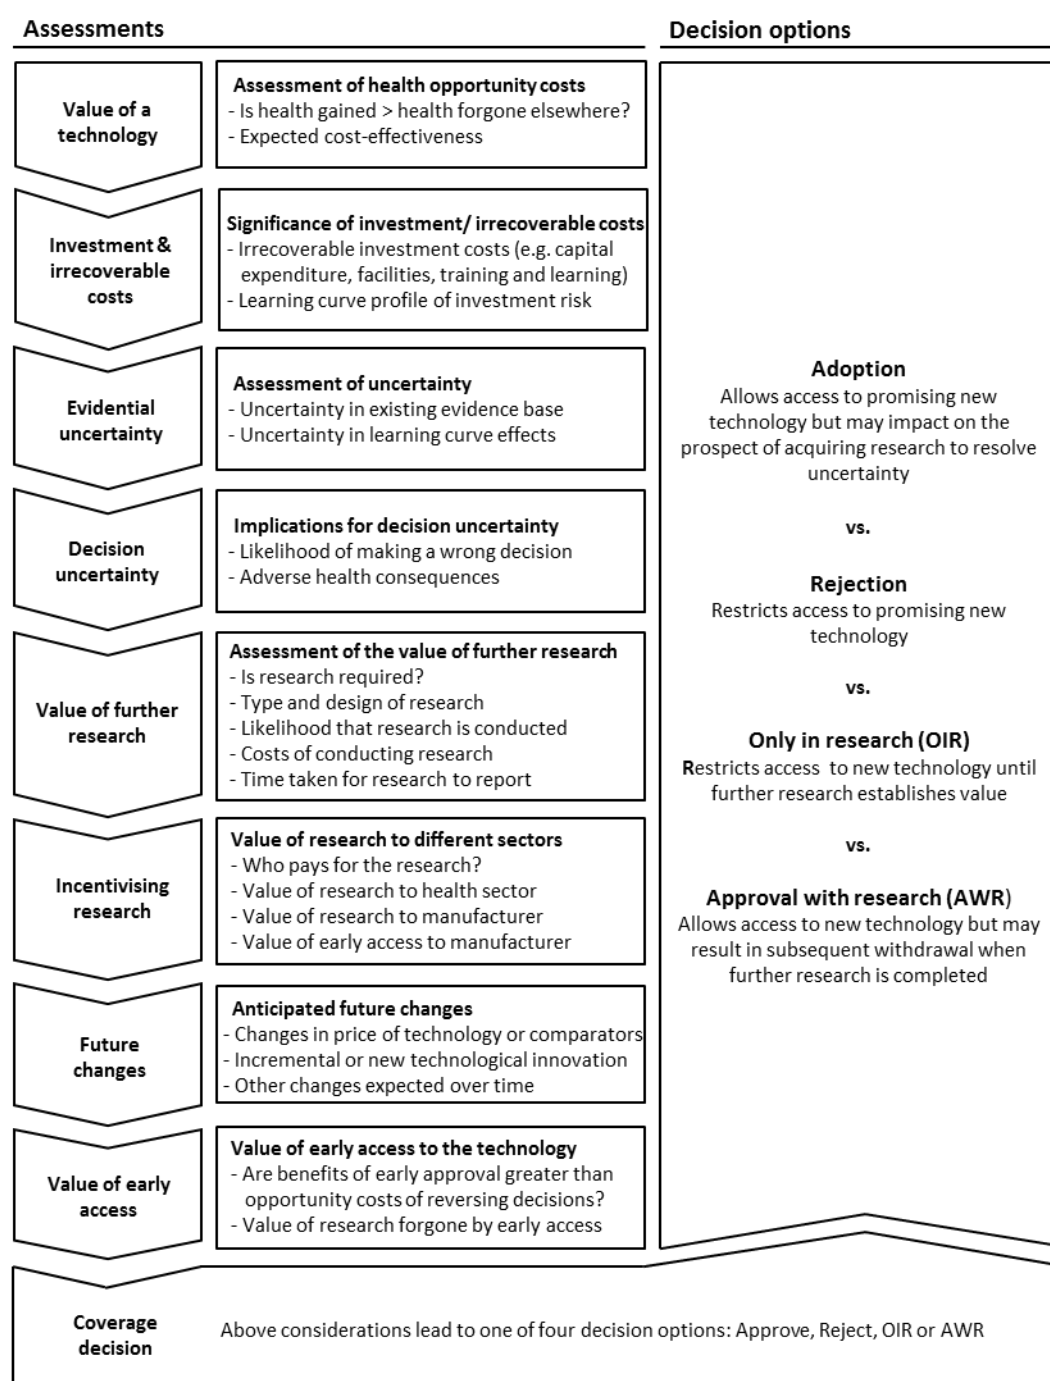 Assessments
Decision options
Value of a
technology
Assessment of health opportunity costs
- Is health gained > health forgone elsewhere?
- Expected cost-effectiveness
Investment &
irrecoverable
costs
Significance of investment/ irrecoverable costs
- Irrecoverable investment costs (e.g. capital
expenditure, facilities, training and learning)
- Learning curve profile of investment risk
Evidential
uncertainty
Assessment of uncertainty
- Uncertainty in existing evidence base
- Uncertainty in learning curve effects
Decision
uncertainty
Implications for decision uncertainty
- Likelihood of making a wrong decision
- Adverse health consequences
Value of further
research
Assessment of the value of further research
- Is research required?
- Type and design of research
- Likelihood that research is conducted
- Costs of conducting research
- Time taken for research to report
Incentivising
research
Value of research to different sectors
- Who pays for the research?
- Value of research to health sector
- Value of research to manufacturer
- Value of early access to manufacturer
Future
changes
Anticipated future changes
- Changes in price of technology or comparators
- Incremental or new technological innovation
- Other changes expected over time
Value of early
access
Value of early access to the technology
- Are benefits of early approval greater than
opportunity costs of reversing decisions?
- Value of research forgone by early access
Adoption
Allows access to promising new
technology but may impact on the
prospect of acquiring research to resolve
uncertainty
vs.
Rejection
Restricts access to promising new
technology
vs.
Only in research (OIR)
Restricts access to new technology until
further research establishes value
vs.
Approval with research (AWR)
Allows access to new technology but may
result in subsequent withdrawal when
further research is completed
Coverage
decision
Above considerations lead to one of four decision options: Approve, Reject, OIR or AWR